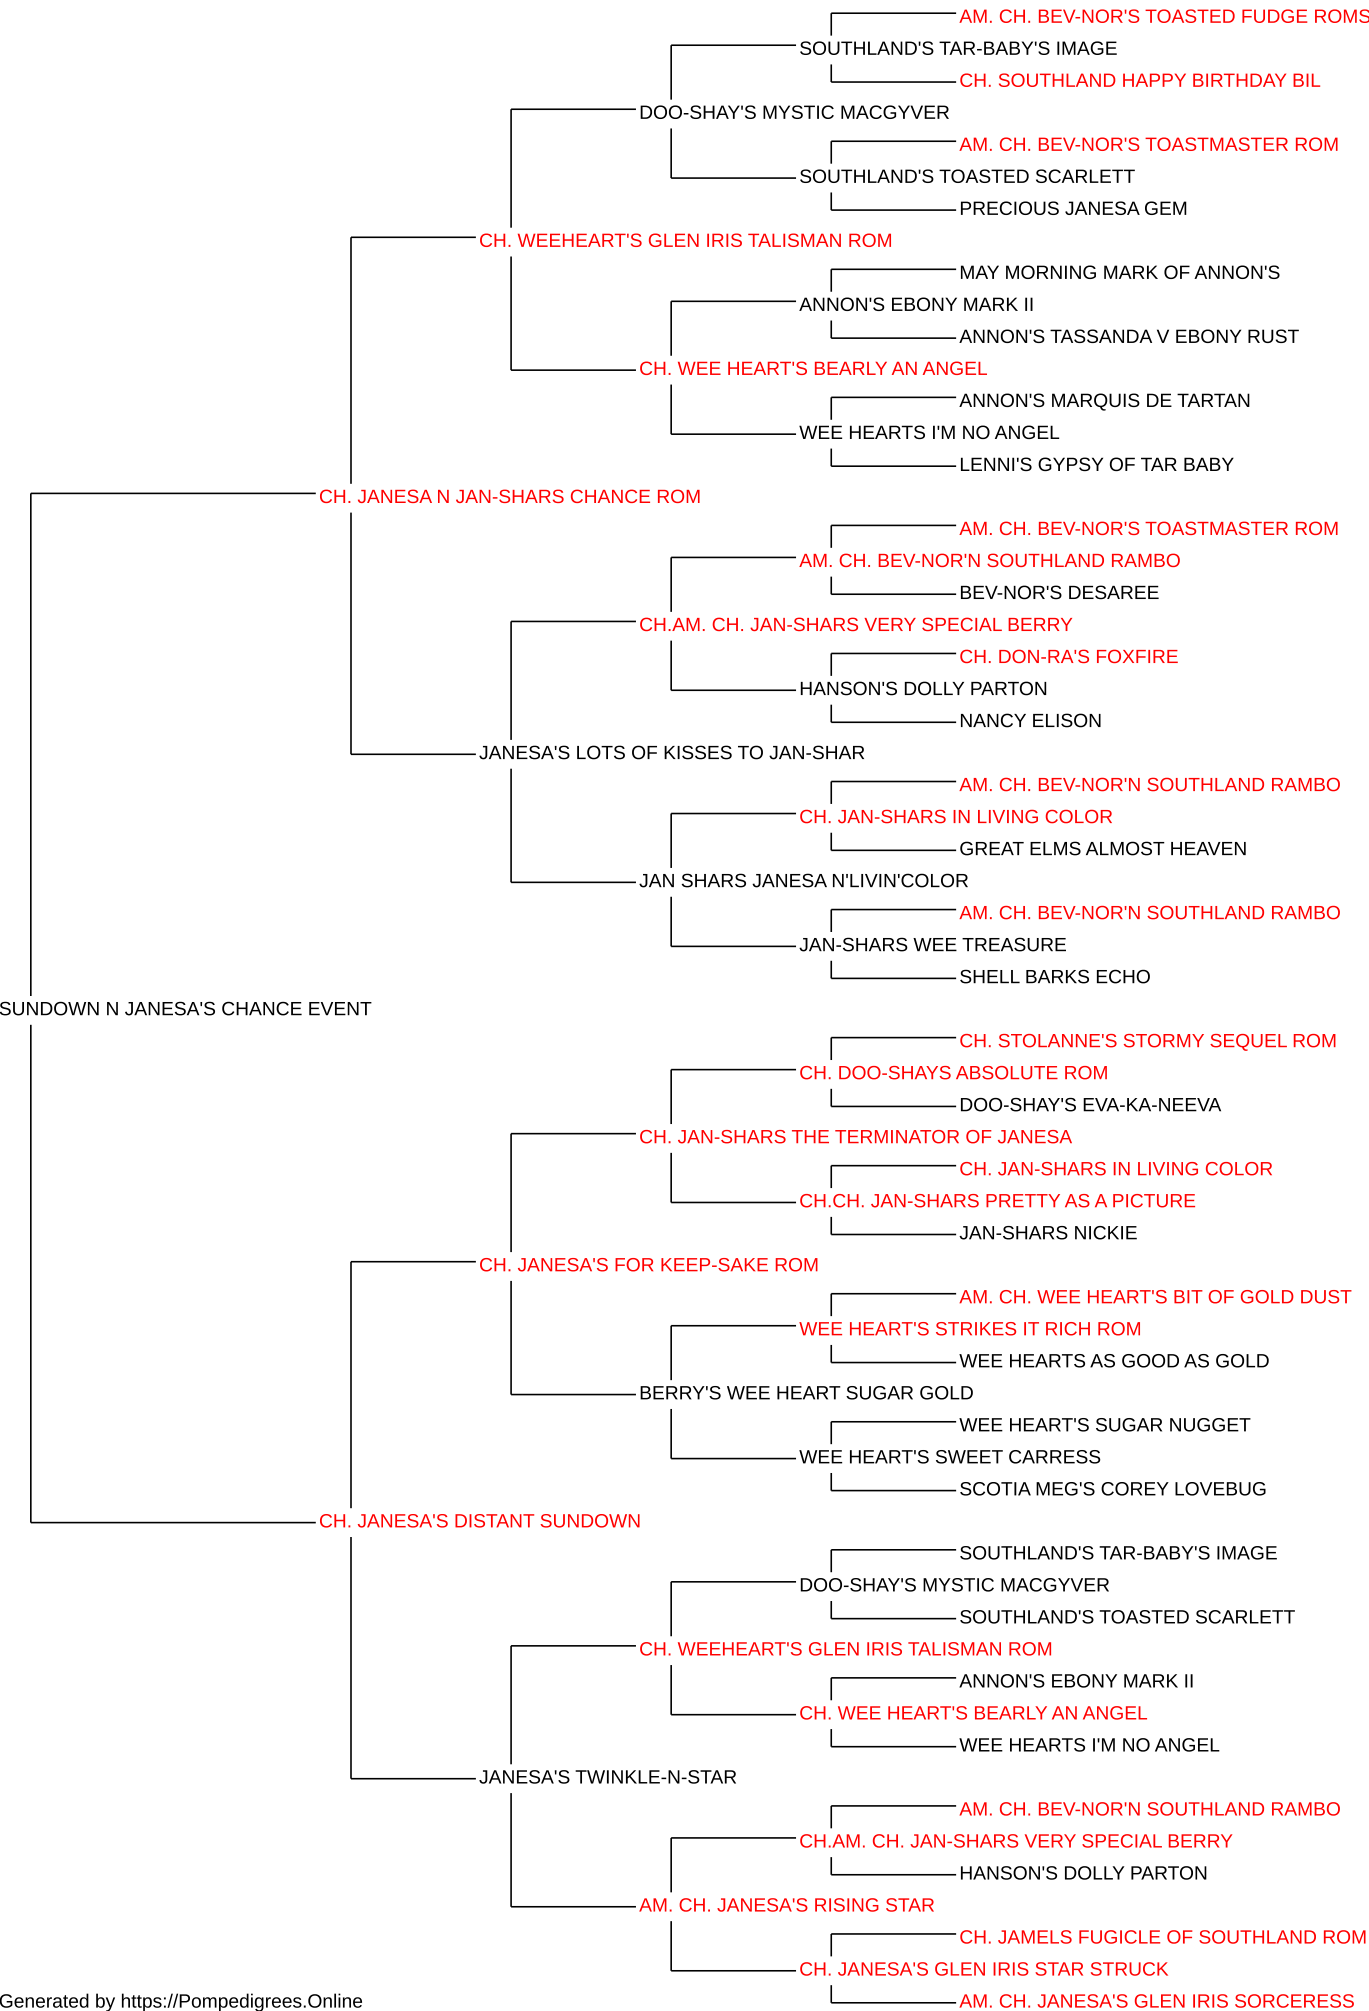 AM. CH. BEV-NOR'S TOASTED FUDGE ROMS
SOUTHLAND'S TAR-BABY'S IMAGE
CH. SOUTHLAND HAPPY BIRTHDAY BIL
DOO-SHAY'S MYSTIC MACGYVER
AM. CH. BEV-NOR'S TOASTMASTER ROM
SOUTHLAND'S TOASTED SCARLETT
PRECIOUS JANESA GEM
CH. WEEHEART'S GLEN IRIS TALISMAN ROM
MAY MORNING MARK OF ANNON'S
ANNON'S EBONY MARK II
ANNON'S TASSANDA V EBONY RUST
CH. WEE HEART'S BEARLY AN ANGEL
ANNON'S MARQUIS DE TARTAN
WEE HEARTS I'M NO ANGEL
LENNI'S GYPSY OF TAR BABY
CH. JANESA N JAN-SHARS CHANCE ROM
AM. CH. BEV-NOR'S TOASTMASTER ROM
AM. CH. BEV-NOR'N SOUTHLAND RAMBO
BEV-NOR'S DESAREE
CH.AM. CH. JAN-SHARS VERY SPECIAL BERRY
CH. DON-RA'S FOXFIRE
HANSON'S DOLLY PARTON
NANCY ELISON
JANESA'S LOTS OF KISSES TO JAN-SHAR
AM. CH. BEV-NOR'N SOUTHLAND RAMBO
CH. JAN-SHARS IN LIVING COLOR
GREAT ELMS ALMOST HEAVEN
JAN SHARS JANESA N'LIVIN'COLOR
AM. CH. BEV-NOR'N SOUTHLAND RAMBO
JAN-SHARS WEE TREASURE
SHELL BARKS ECHO
SUNDOWN N JANESA'S CHANCE EVENT
CH. STOLANNE'S STORMY SEQUEL ROM
CH. DOO-SHAYS ABSOLUTE ROM
DOO-SHAY'S EVA-KA-NEEVA
CH. JAN-SHARS THE TERMINATOR OF JANESA
CH. JAN-SHARS IN LIVING COLOR
CH.CH. JAN-SHARS PRETTY AS A PICTURE
JAN-SHARS NICKIE
CH. JANESA'S FOR KEEP-SAKE ROM
AM. CH. WEE HEART'S BIT OF GOLD DUST
WEE HEART'S STRIKES IT RICH ROM
WEE HEARTS AS GOOD AS GOLD
BERRY'S WEE HEART SUGAR GOLD
WEE HEART'S SUGAR NUGGET
WEE HEART'S SWEET CARRESS
SCOTIA MEG'S COREY LOVEBUG
CH. JANESA'S DISTANT SUNDOWN
SOUTHLAND'S TAR-BABY'S IMAGE
DOO-SHAY'S MYSTIC MACGYVER
SOUTHLAND'S TOASTED SCARLETT
CH. WEEHEART'S GLEN IRIS TALISMAN ROM
ANNON'S EBONY MARK II
CH. WEE HEART'S BEARLY AN ANGEL
WEE HEARTS I'M NO ANGEL
JANESA'S TWINKLE-N-STAR
AM. CH. BEV-NOR'N SOUTHLAND RAMBO
CH.AM. CH. JAN-SHARS VERY SPECIAL BERRY
HANSON'S DOLLY PARTON
AM. CH. JANESA'S RISING STAR
CH. JAMELS FUGICLE OF SOUTHLAND ROM
CH. JANESA'S GLEN IRIS STAR STRUCK
AM. CH. JANESA'S GLEN IRIS SORCERESS
Generated by https://Pompedigrees.Online